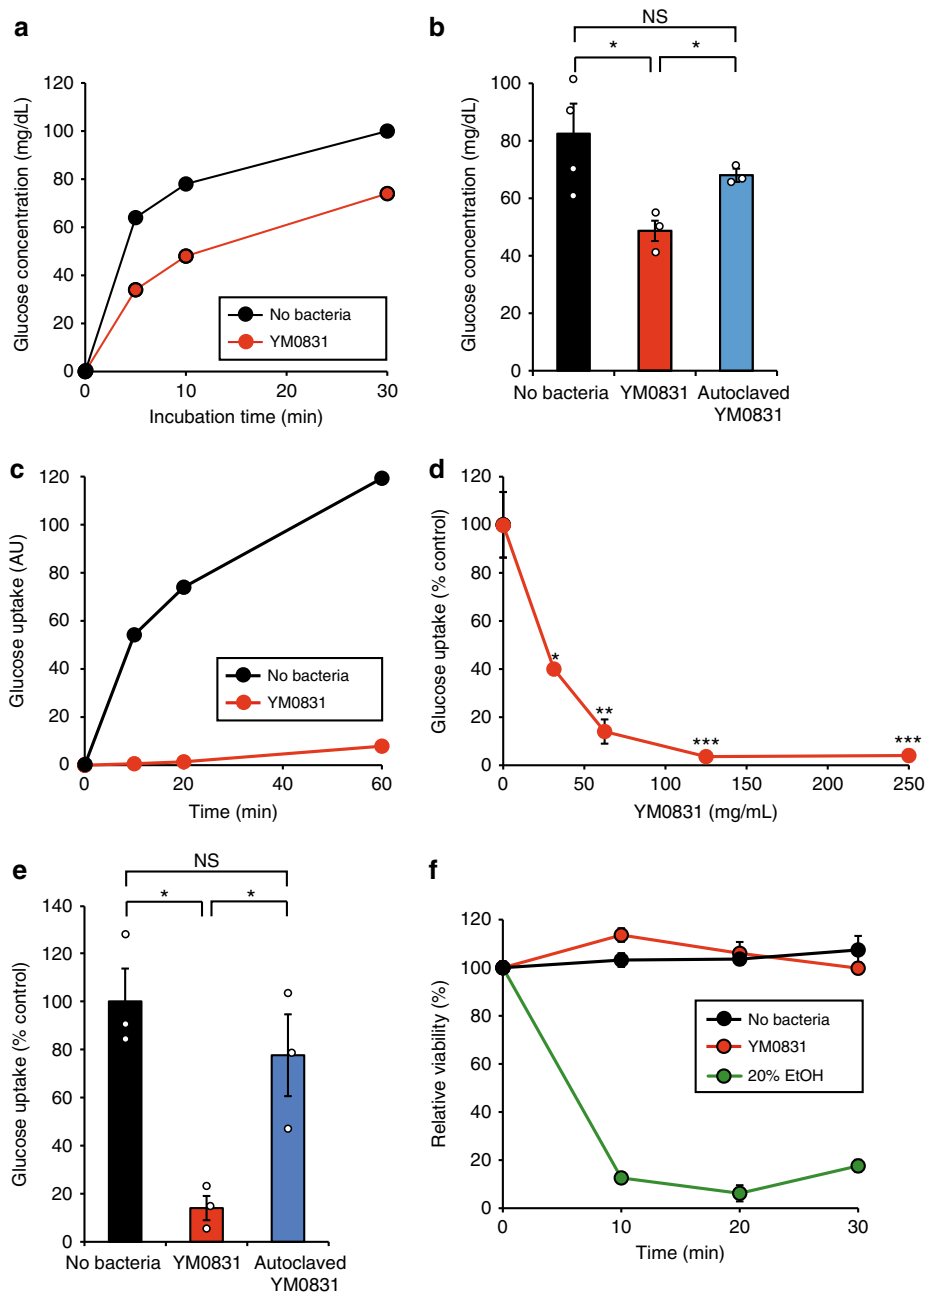 a
Glucose concentration (mg/dL)
120
100
80
60
40
20
0
0 10 20 30
Incubation time (min)
No bacteria
YM0831
b
NS
* *
Glucose concentration (mg/dL)
100
80
60
40
20
0
No bacteria YM0831 Autoclaved
YM0831
c
Glucose uptake (AU)
120
100
80
60
40
20
0
0 20 40 60
Time (min)
No bacteria
YM0831
d
Glucose uptake (% control)
120
100
80
60
40
20
0
*
**
***
***
0 50 100 150 200 250
YM0831 (mg/mL)
e
NS
* *
Glucose uptake (% control)
140
120
100
80
60
40
20
0
No bacteria YM0831 Autoclaved
YM0831
f
Relative viability (%)
120
100
80
60
40
20
0
0 10 20 30
Time (min)
No bacteria
YM0831
20% EtOH